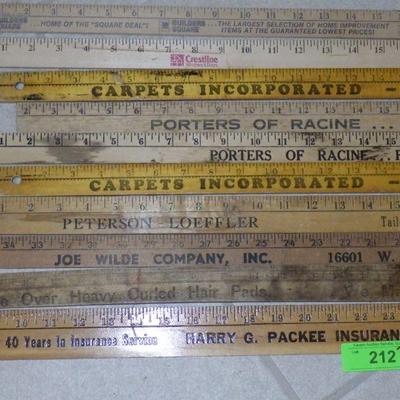 ...HOME OF THE "SQUARE DEAL"... BUILDERS SQUARE ...THE LARGEST SELECTION OF HOME IMPROVEMENT
ITEMS AT THE GUARANTEED LOWEST PRICES!
Crestline
CARPETS INCORPORATED -
PORTERS OF RACINE ...
PORTERS OF RACINE...
CARPETS INCORPORATED -
PETERSON LOEFFLER Tail
JOE WILDE COMPANY, INC. 16601 W.
Over Heavy Curled Hair Pads
40 Years In Insurance Service HARRY G. PACKEE INSURAN
212